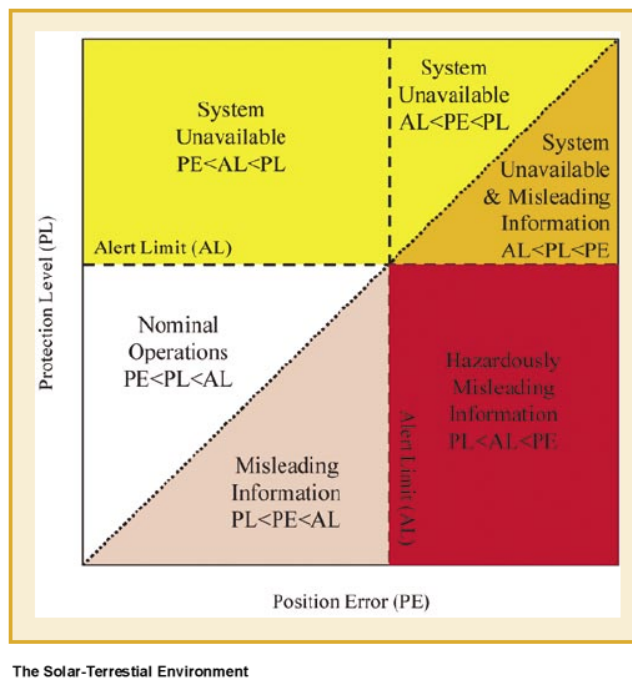 System
Unavailable
PE<AL<PL
System
Unavailable
AL<PE<PL
System
Unavailable
& Misleading
Information
AL<PL<PE
Alert Limit (AL)
Protection Level (PL)
Nominal
Operations
PE<PL<AL
Hazardously
Misleading
Information
PL<AL<PE
Alert Limit (AL)
Misleading
Information
PL<PE<AL
Position Error (PE)
The Solar-Terrestial Environment